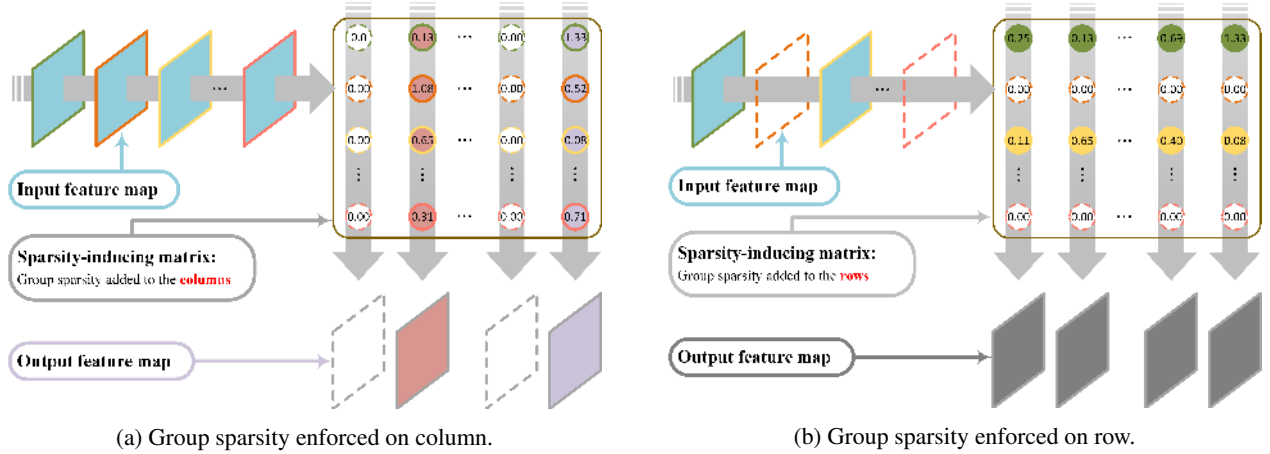 0.0 0.13 ... 0.00 1.33
0.00 1.08 0.00 0.52
0.00 0.65 ... 0.00 0.08
0.00 0.31 ... 0.00 0.71
...
Input feature map
Sparsity-inducing matrix:
Group sparsity added to the columns
Output feature map
(a) Group sparsity enforced on column.
0.25 0.13 ... 0.69 1.33
0.00 0.00 0.00 0.00
0.11 0.65 ... 0.40 0.08
0.00 0.00 ... 0.00 0.00
...
Input feature map
Sparsity-inducing matrix:
Group sparsity added to the rows
Output feature map
(b) Group sparsity enforced on row.